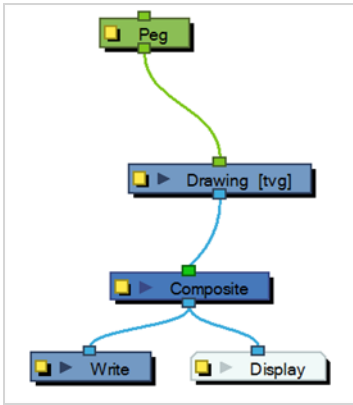 Peg
Drawing [tvg]
Composite
Write
Display